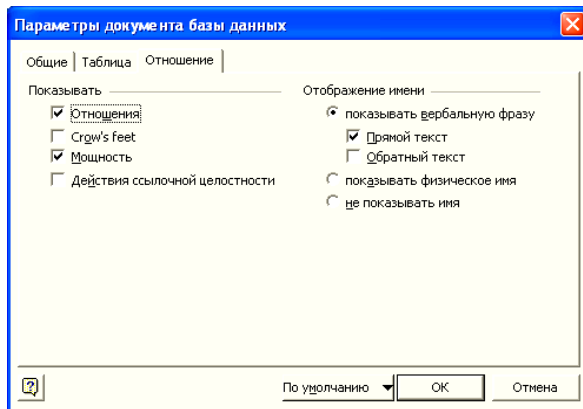 Параметры документа базы данных
Общие Таблица Отношение
Показывать
Отношения
Crow's feet
Мощность
Действия ссылочной целостности
Отображение имени
показывать вербальную фразу
Прямой текст
Обратный текст
показывать физическое имя
не показывать имя
По умолчанию OK Отмена